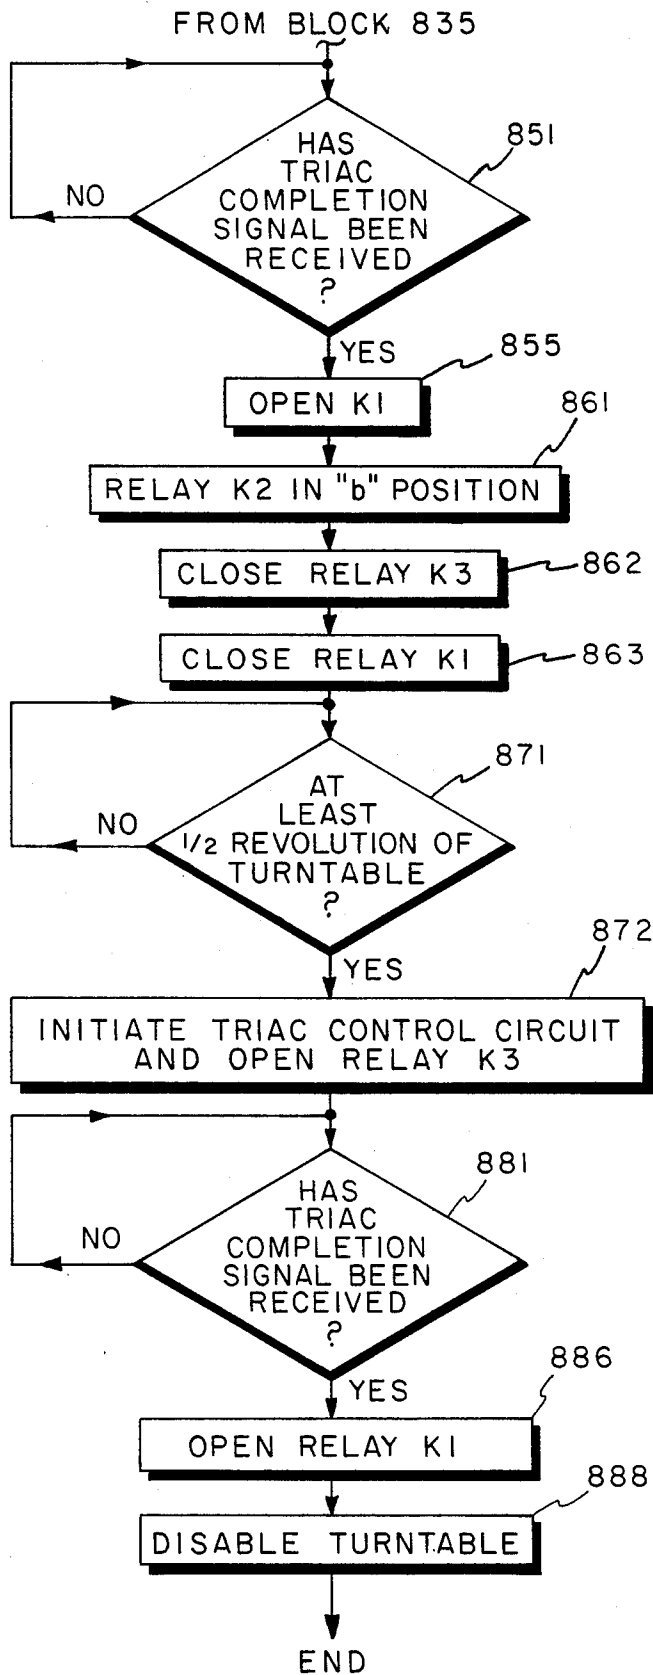 FROM BLOCK 835
851
HAS
TRIAC
COMPLETION
SIGNAL BEEN
RECEIVED
?
NO
YES
855
OPEN K1
861
RELAY K2 IN "b" POSITION
862
CLOSE RELAY K3
863
CLOSE RELAY K1
871
AT
LEAST
1/2 REVOLUTION OF
TURNTABLE
?
NO
YES
872
INITIATE TRIAC CONTROL CIRCUIT
AND OPEN RELAY K3
881
HAS
TRIAC
COMPLETION
SIGNAL BEEN
RECEIVED
?
NO
YES
886
OPEN RELAY K1
888
DISABLE TURNTABLE
END